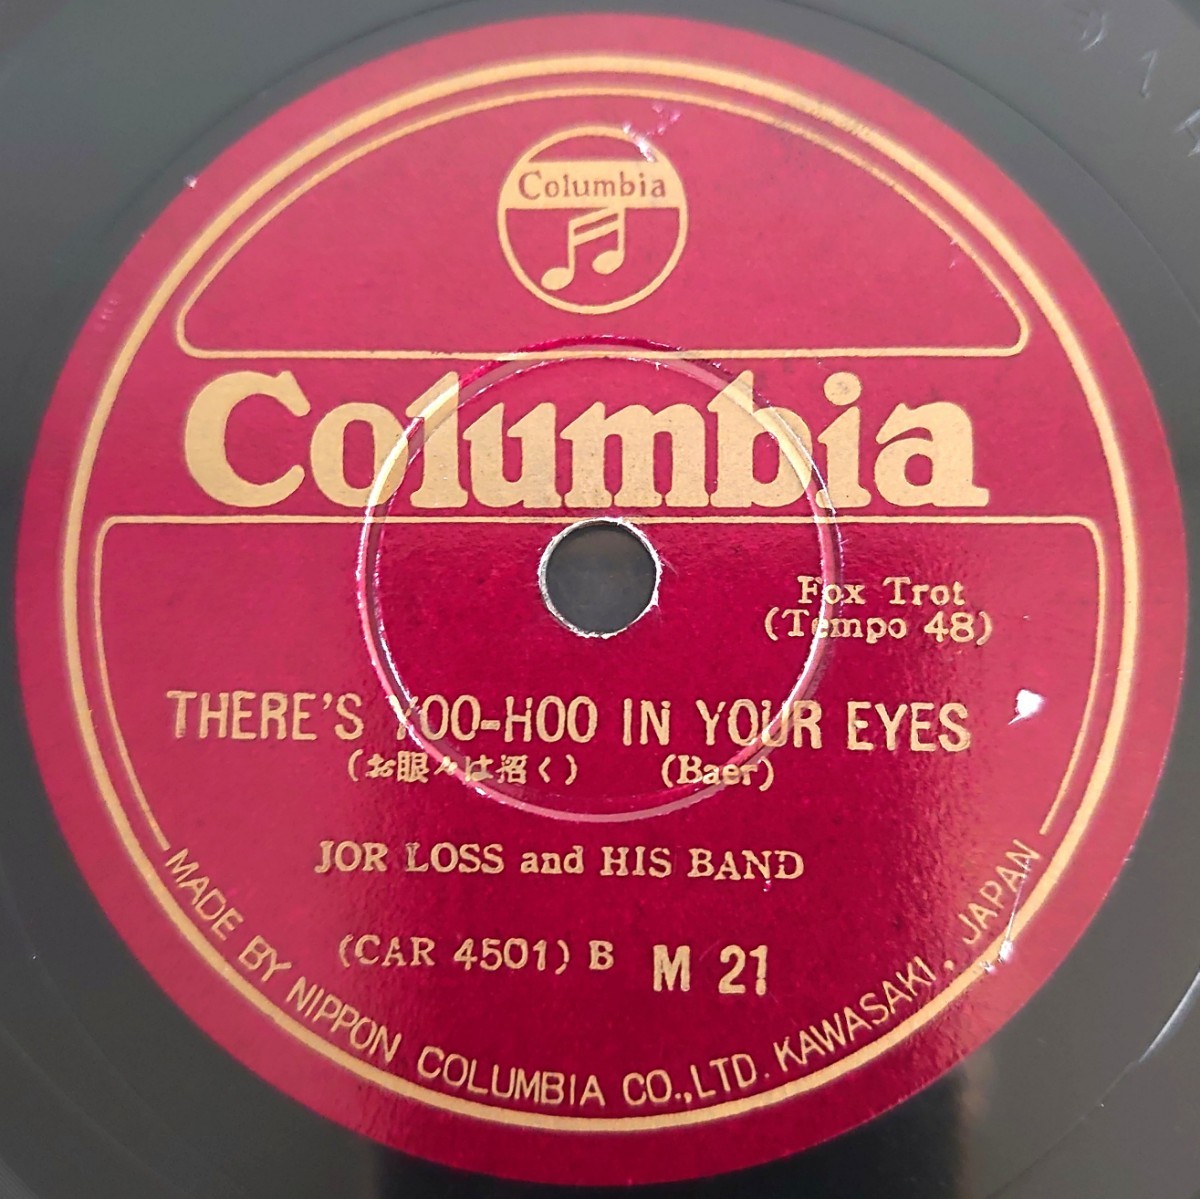 Columbia
Columbia
Fox Trot
(Tempo 48)
THERE'S YOO-HOO IN YOUR EYES
(お眼々は招く) (Baer)
JOR LOSS and HIS BAND
(CAR 4501) B M 21
MADE BY NIPPON COLUMBIA CO.,LTD. KAWASAKI, JAPAN